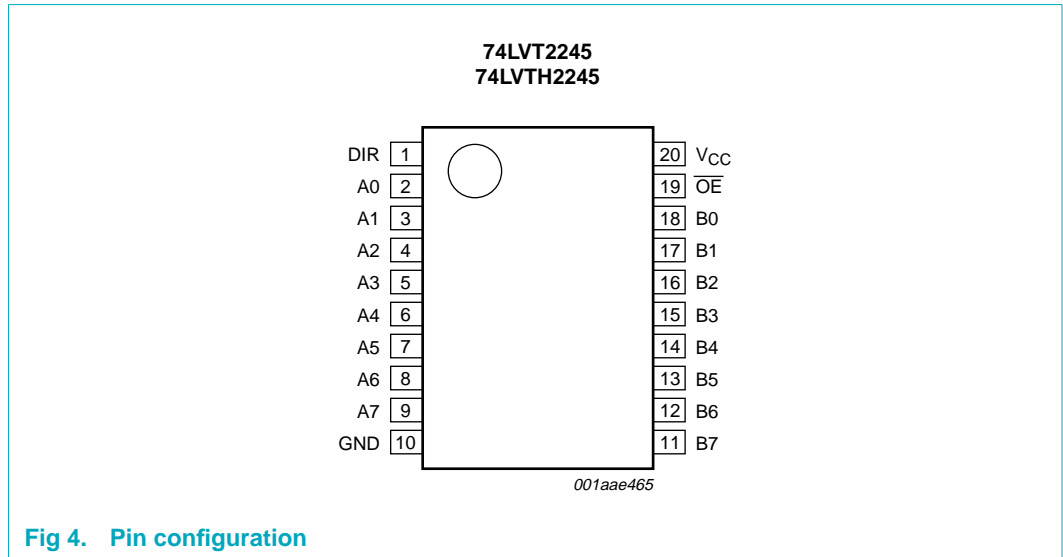 74LVT2245
74LVTH2245
DIR 1
A0 2
A1 3
A2 4
A3 5
A4 6
A5 7
A6 8
A7 9
GND 10
20 VCC
19 O̅E̅
18 B0
17 B1
16 B2
15 B3
14 B4
13 B5
12 B6
11 B7
001aae465
Fig 4. Pin configuration